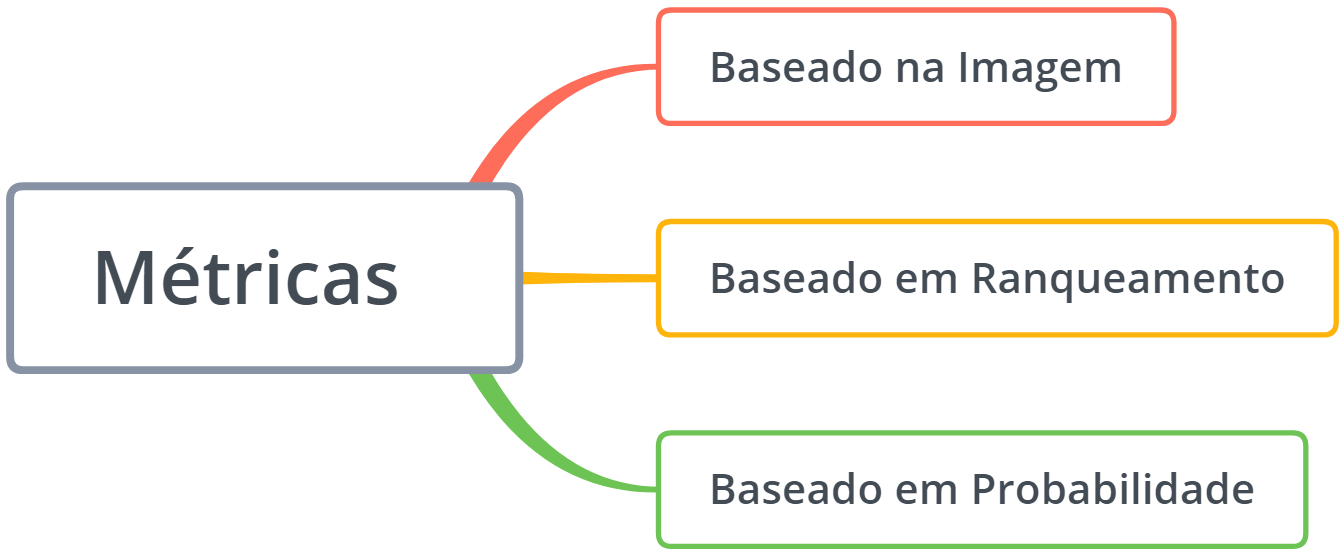 Baseado na Imagem
Métricas
Baseado em Ranqueamento
Baseado em Probabilidade